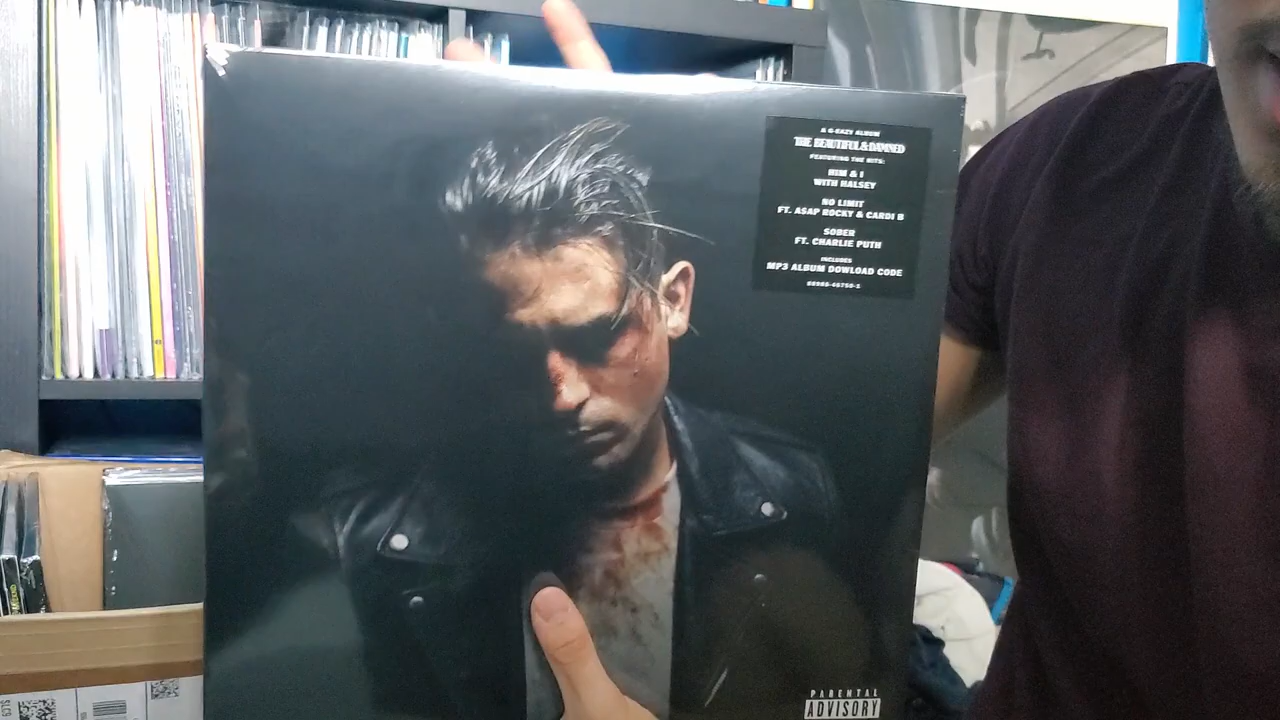 A G-EAZY ALBUM
THE BEAUTIFUL & DAMNED
FEATURING THE HITS:
HIM & I
WITH HALSEY
NO LIMIT
FT. ASAP ROCKY & CARDI B
SOBER
FT. CHARLIE PUTH
INCLUDES
MP3 ALBUM DOWLOAD CODE
PARENTAL
ADVISORY